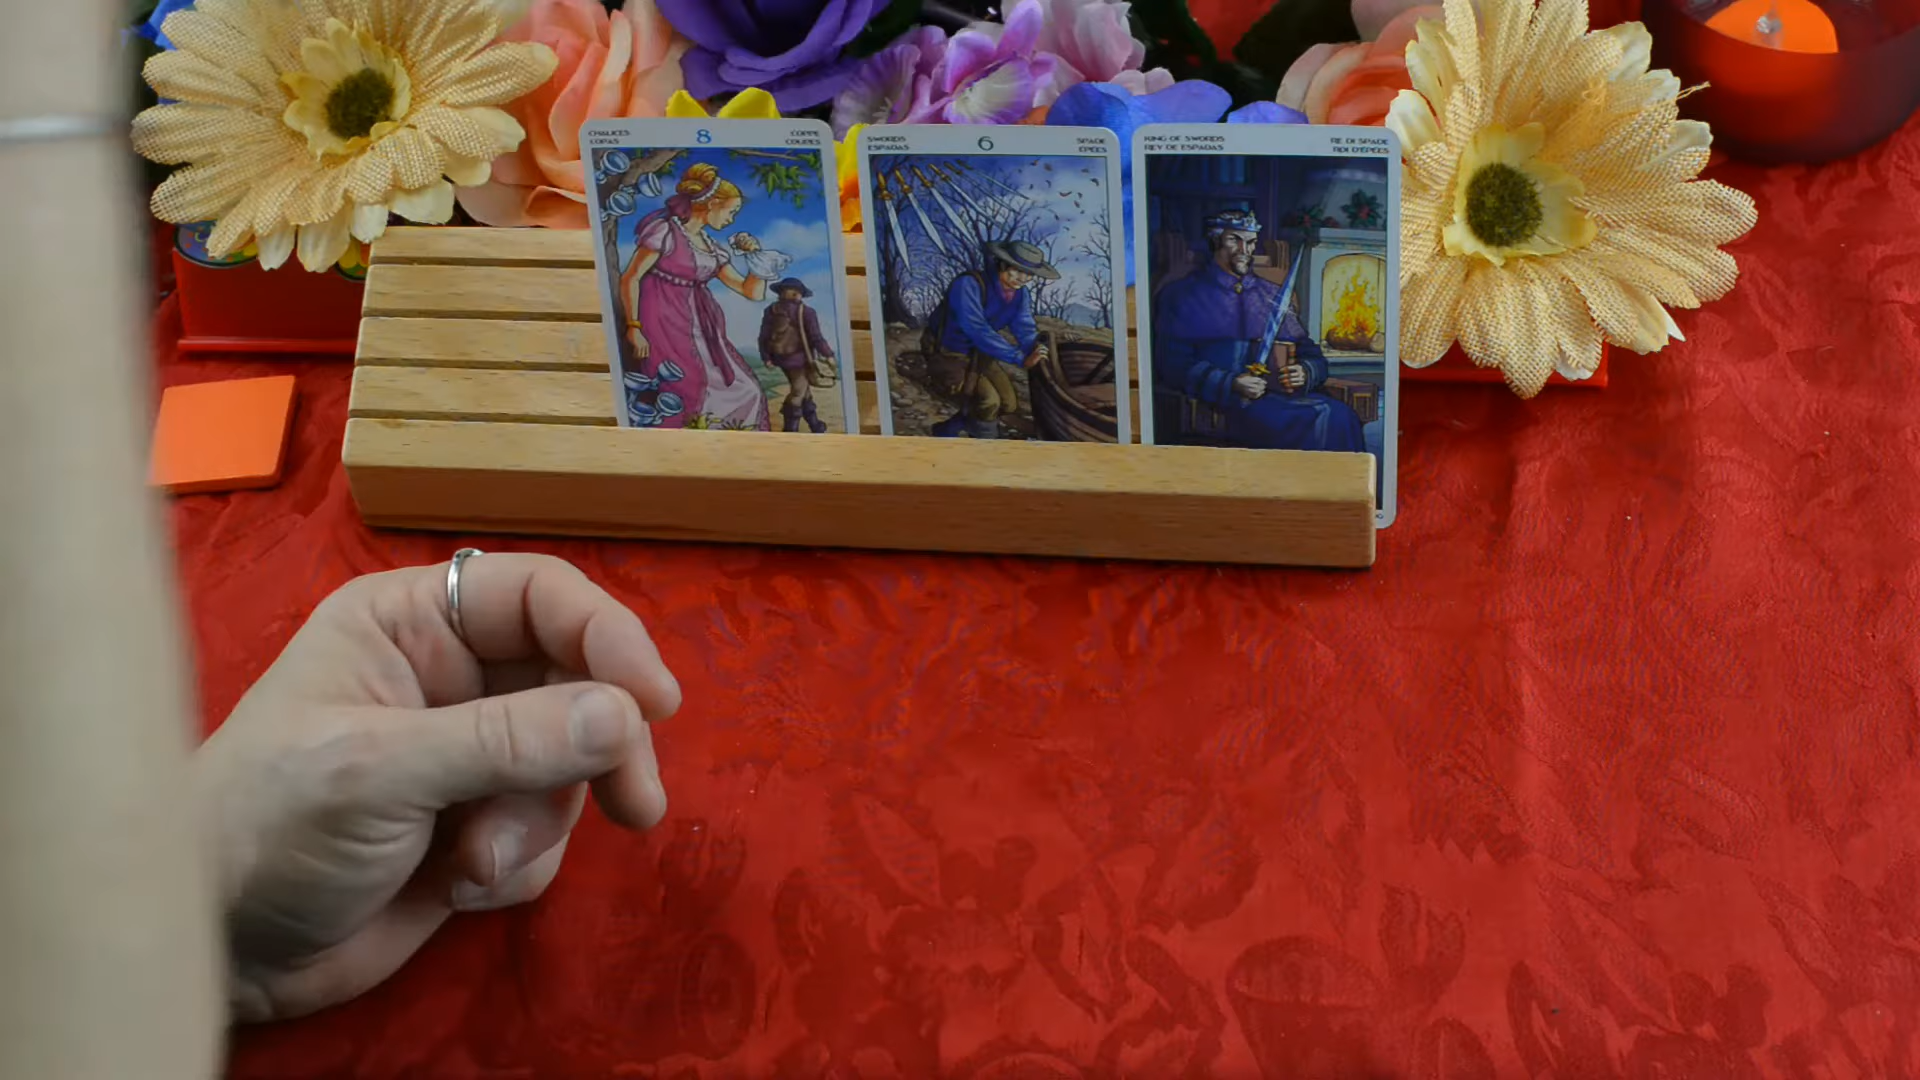 CHALICES
COPAS
8
COPPE
COUPES
SWORDS
ESPADAS
6
SPADE
EPEES
KING OF SWORDS
REY DE ESPADAS
RE DI SPADE
ROI D'EPEES